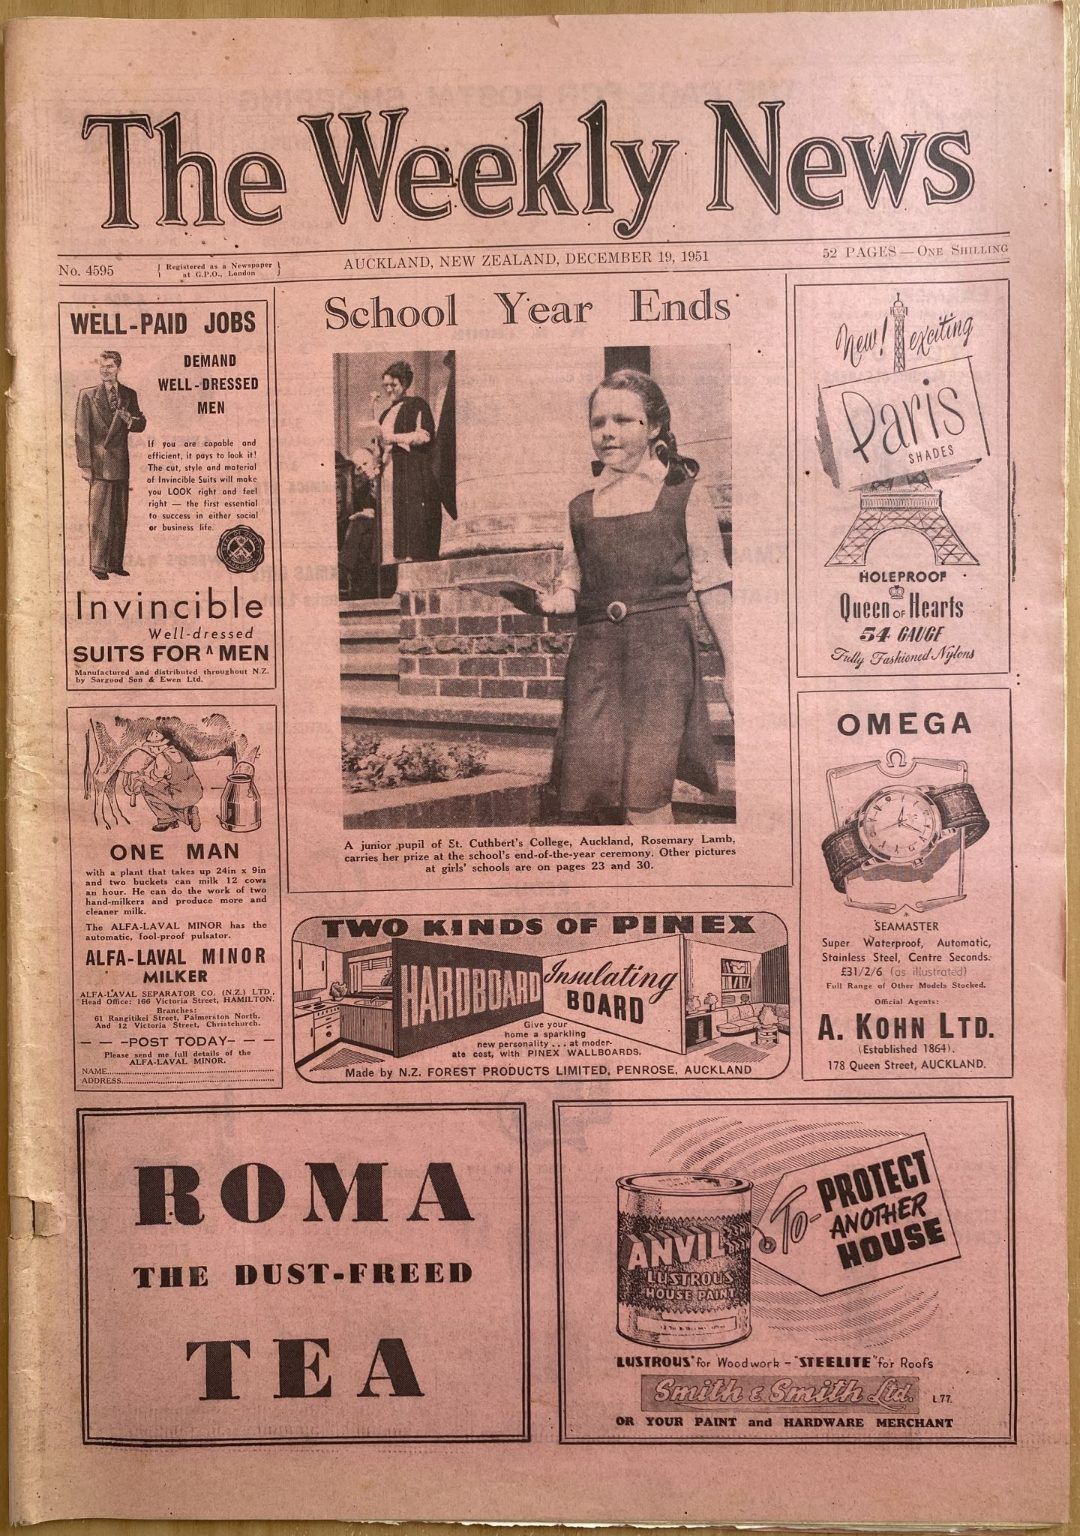 The Weekly News
No. 4595
Registered as a Newspaper
at G.P.O., London
AUCKLAND, NEW ZEALAND, DECEMBER 19, 1951
52 PAGES — ONE SHILLING
WELL-PAID JOBS
DEMAND
WELL-DRESSED
MEN
If you are capable and
efficient, it pays to look it!
The cut, style and material
of Invincible Suits will make
you LOOK right and feel
right — the first essential
to success in either social
or business life.
Invincible
Well-dressed
SUITS FOR MEN
Manufactured and distributed throughout N.Z.
by Sargood Son & Ewen Ltd.
ONE MAN
with a plant that takes up 24in x 9in
and two buckets can milk 12 cows
an hour. He can do the work of two
hand-milkers and produce more and
cleaner milk.
The ALFA-LAVAL MINOR has the
automatic, fool-proof pulsator.
ALFA-LAVAL MINOR
MILKER
ALFA-LAVAL SEPARATOR CO. (N.Z.) LTD.,
Head Office: 166 Victoria Street, HAMILTON.
Branches:
61 Rangitikei Street, Palmerston North.
And 12 Victoria Street, Christchurch.
— — —POST TODAY— — —
Please send me full details of the
ALFA-LAVAL MINOR.
NAME
ADDRESS
School Year Ends
A junior pupil of St. Cuthbert's College, Auckland, Rosemary Lamb,
carries her prize at the school's end-of-the-year ceremony. Other pictures
at girls' schools are on pages 23 and 30.
TWO KINDS OF PINEX
HARDBOARD
Insulating
BOARD
Give your
home a sparkling
new personality . . . at moder-
ate cost, with PINEX WALLBOARDS.
Made by N.Z. FOREST PRODUCTS LIMITED, PENROSE, AUCKLAND
New! exciting
Paris
SHADES
HOLEPROOF
Queen OF Hearts
54 GAUGE
Fully Fashioned Nylons
OMEGA
SEAMASTER
Super Waterproof, Automatic,
Stainless Steel, Centre Seconds.
£31/2/6 (as illustrated)
Full Range of Other Models Stocked.
Official Agents:
A. KOHN LTD.
(Established 1864).
178 Queen Street, AUCKLAND.
ROMA
THE DUST-FREED
TEA
ANVIL
LUSTROUS
HOUSE PAINT
To-
PROTECT
ANOTHER
HOUSE
"LUSTROUS" for Woodwork – "STEELITE" for Roofs
Smith & Smith Ltd.
L.77.
OR YOUR PAINT and HARDWARE MERCHANT